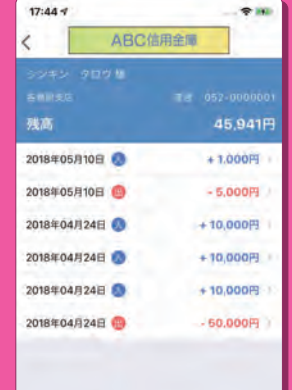 17:44
ABC信用金庫
シンキン タロウ 様
普通 052-0000001
残高 45,941円
2018年05月10日 入 +1,000円
2018年05月10日 出 -5,000円
2018年04月24日 入 +10,000円
2018年04月24日 入 +10,000円
2018年04月24日 入 +10,000円
2018年04月24日 出 -50,000円